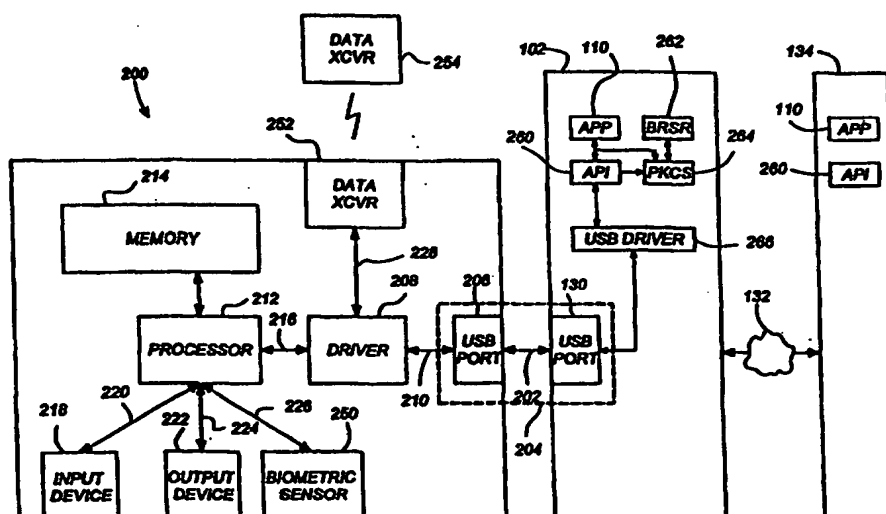 DATA
XCVR
254
200
252
102
110
262
134
APP
BRSR
110
APP
260
API
PKCS
264
260
API
214
DATA
XCVR
MEMORY
USB DRIVER
266
228
212
208
206
130
132
216
PROCESSOR
DRIVER
USB
PORT
USB
PORT
210
202
204
220
226
218
222
224
250
INPUT
DEVICE
OUTPUT
DEVICE
BIOMETRIC
SENSOR